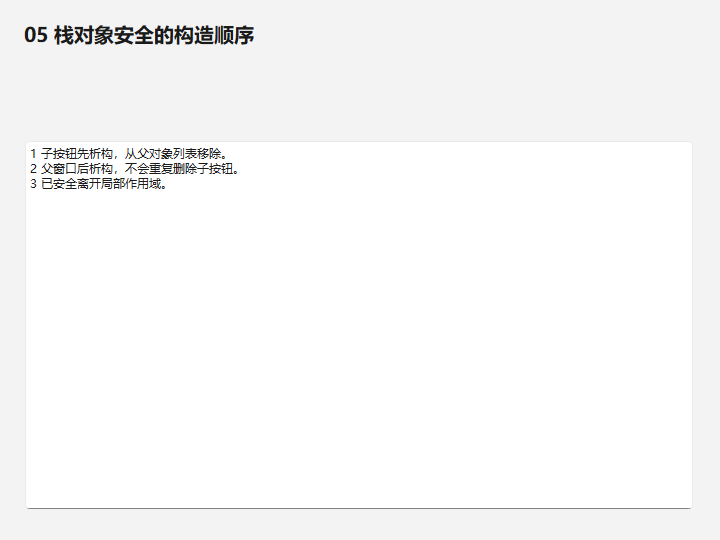 05 栈对象安全的构造顺序
1 子按钮先析构，从父对象列表移除。
2 父窗口后析构，不会重复删除子按钮。
3 已安全离开局部作用域。